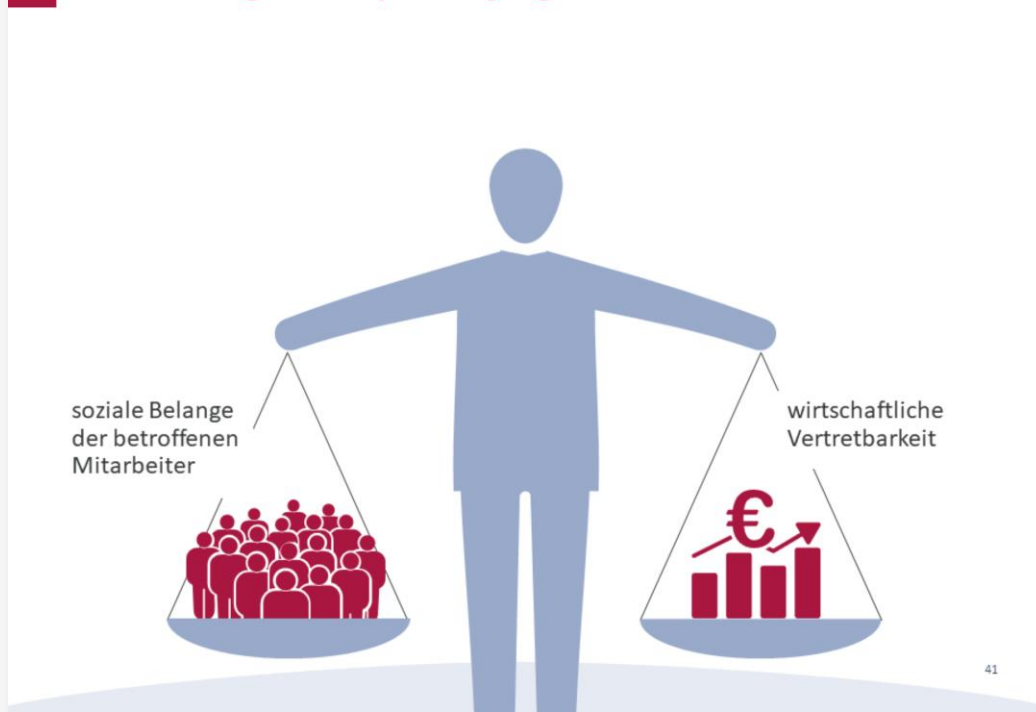 soziale Belange
der betroffenen
Mitarbeiter
wirtschaftliche
Vertretbarkeit
€
41